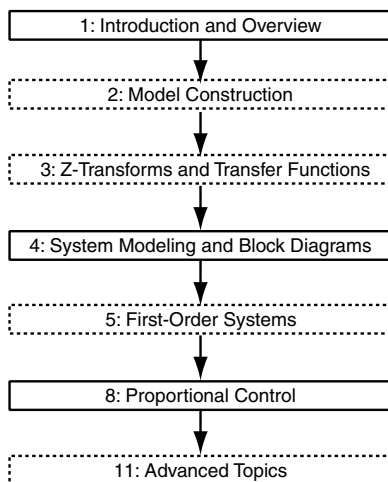 1: Introduction and Overview
2: Model Construction
3: Z-Transforms and Transfer Functions
4: System Modeling and Block Diagrams
5: First-Order Systems
8: Proportional Control
11: Advanced Topics